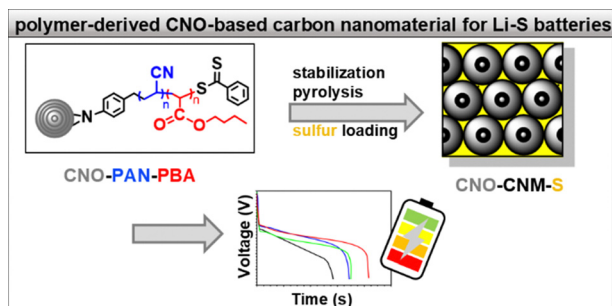 polymer-derived CNO-based carbon nanomaterial for Li-S batteries
CN
S
S
N
n
n
C
O
O
CNO-PAN-PBA
stabilization
pyrolysis
sulfur loading
CNO-CNM-S
Voltage (V)
Time (s)